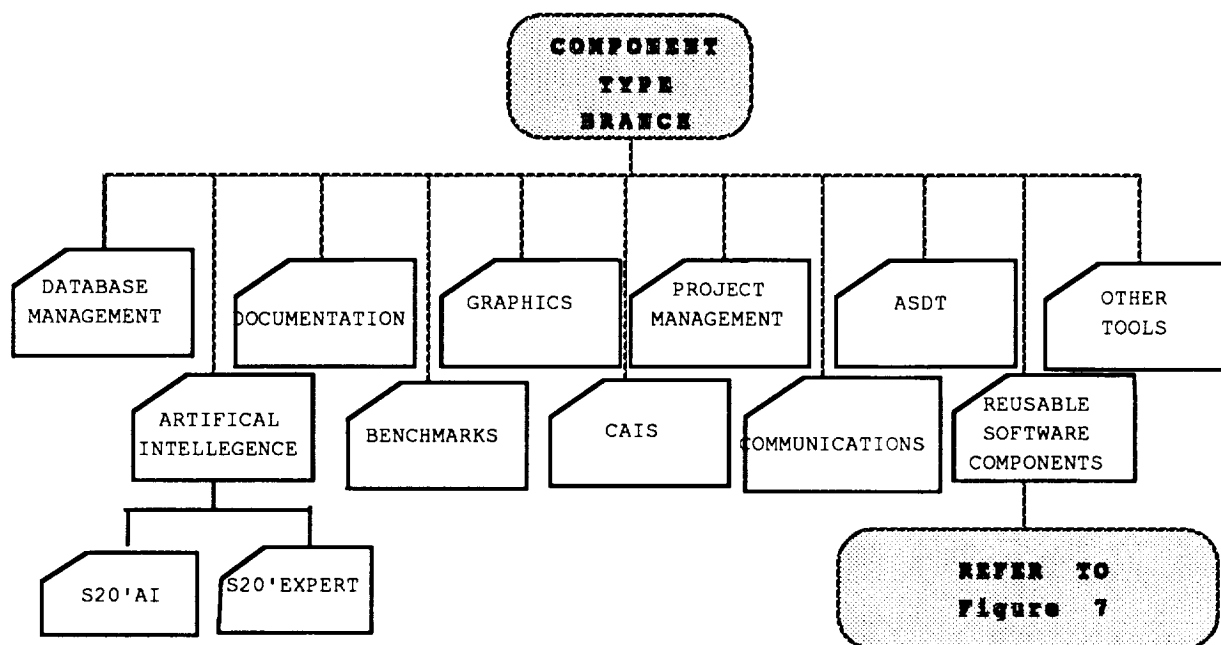 COMPONENT
TYPE
BRANCH
DATABASE
MANAGEMENT
DOCUMENTATION
GRAPHICS
PROJECT
MANAGEMENT
ASDT
OTHER
TOOLS
ARTIFICAL
INTELLEGENCE
BENCHMARKS
CAIS
COMMUNICATIONS
REUSABLE
SOFTWARE
COMPONENTS
S20'AI
S20'EXPERT
REFER TO
Figure 7